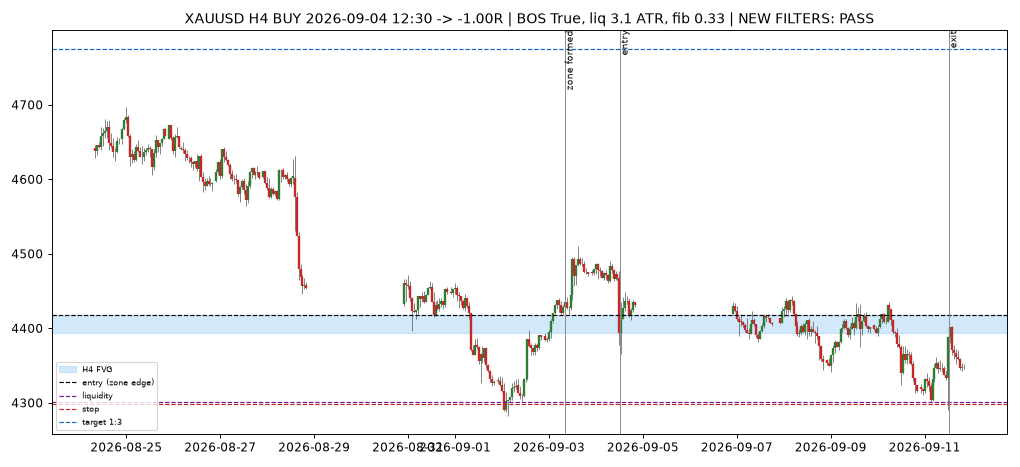 XAUUSD H4 BUY 2026-09-04 12:30 -> -1.00R | BOS True, liq 3.1 ATR, fib 0.33 | NEW FILTERS: PASS
zone formed
entry
exit
4700
4600
4500
4400
4300
H4 FVG
entry (zone edge)
liquidity
stop
target 1:3
2026-08-25
2026-08-27
2026-08-29
2026-08-31
2026-09-01
2026-09-03
2026-09-05
2026-09-07
2026-09-09
2026-09-11